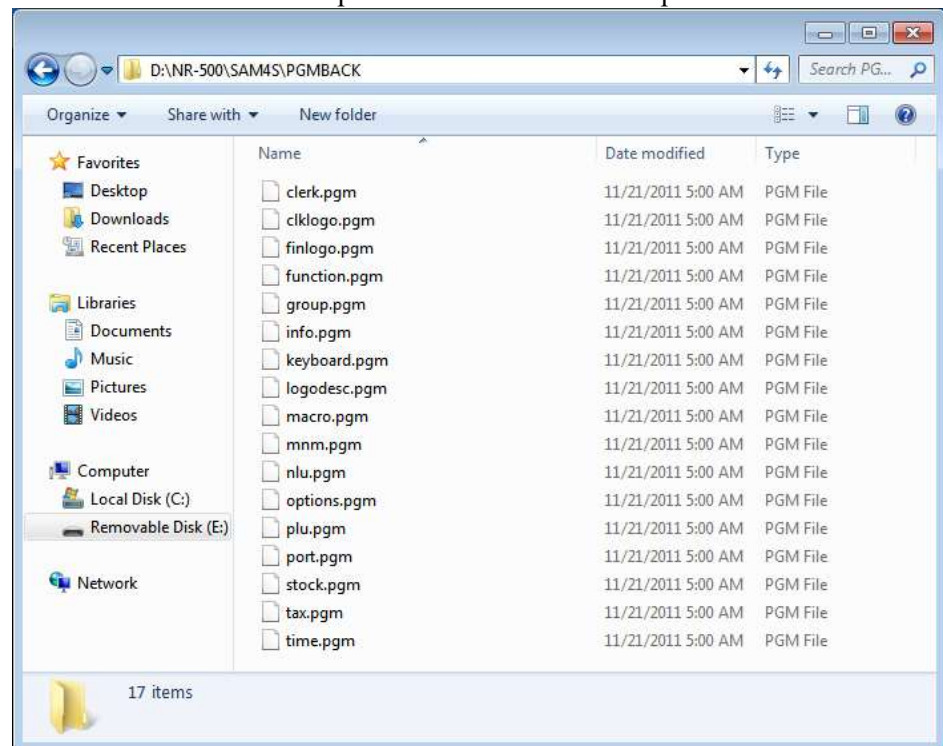 D:\NR-500\SAM4S\PGMBACK
Search PG...
Organize Share with New folder
Name Date modified Type
Favorites
Desktop
Downloads
Recent Places
Libraries
Documents
Music
Pictures
Videos
Computer
Local Disk (C:)
Removable Disk (E:)
Network
clerk.pgm 11/21/2011 5:00 AM PGM File
clklogo.pgm 11/21/2011 5:00 AM PGM File
finlogo.pgm 11/21/2011 5:00 AM PGM File
function.pgm 11/21/2011 5:00 AM PGM File
group.pgm 11/21/2011 5:00 AM PGM File
info.pgm 11/21/2011 5:00 AM PGM File
keyboard.pgm 11/21/2011 5:00 AM PGM File
logodesc.pgm 11/21/2011 5:00 AM PGM File
macro.pgm 11/21/2011 5:00 AM PGM File
mnm.pgm 11/21/2011 5:00 AM PGM File
nlu.pgm 11/21/2011 5:00 AM PGM File
options.pgm 11/21/2011 5:00 AM PGM File
plu.pgm 11/21/2011 5:00 AM PGM File
port.pgm 11/21/2011 5:00 AM PGM File
stock.pgm 11/21/2011 5:00 AM PGM File
tax.pgm 11/21/2011 5:00 AM PGM File
time.pgm 11/21/2011 5:00 AM PGM File
17 items